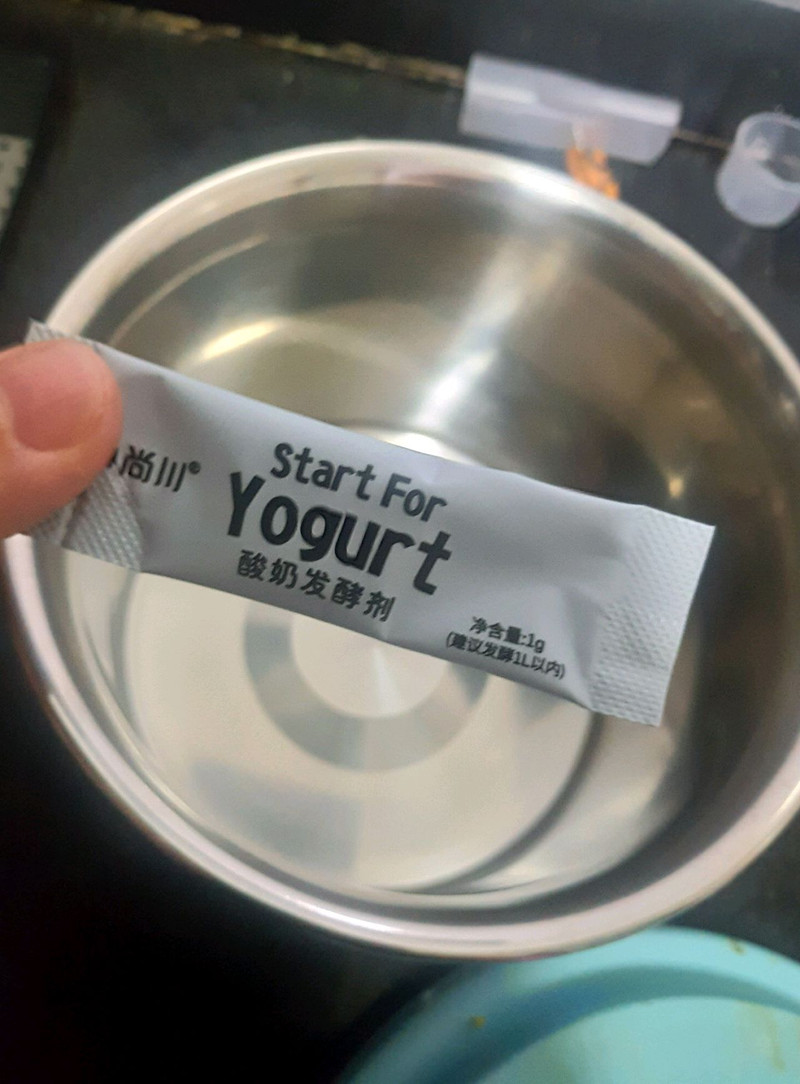 尚川®
Start For
Yogurt
酸奶发酵剂
净含量:1g
(建议发酵1L以内)